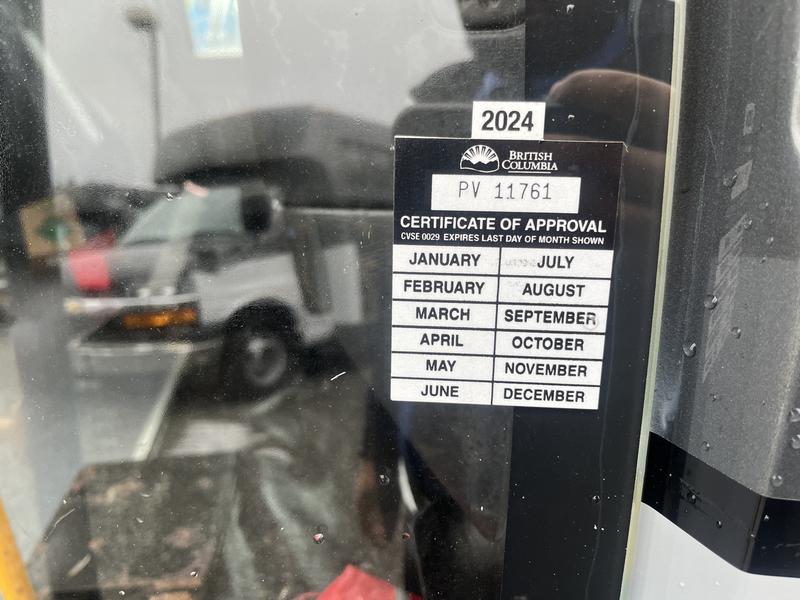 2024
BRITISH
COLUMBIA
PV 11761
CERTIFICATE OF APPROVAL
CVSE 0029 EXPIRES LAST DAY OF MONTH SHOWN
JANUARY JULY
FEBRUARY AUGUST
MARCH SEPTEMBER
APRIL OCTOBER
MAY NOVEMBER
JUNE DECEMBER